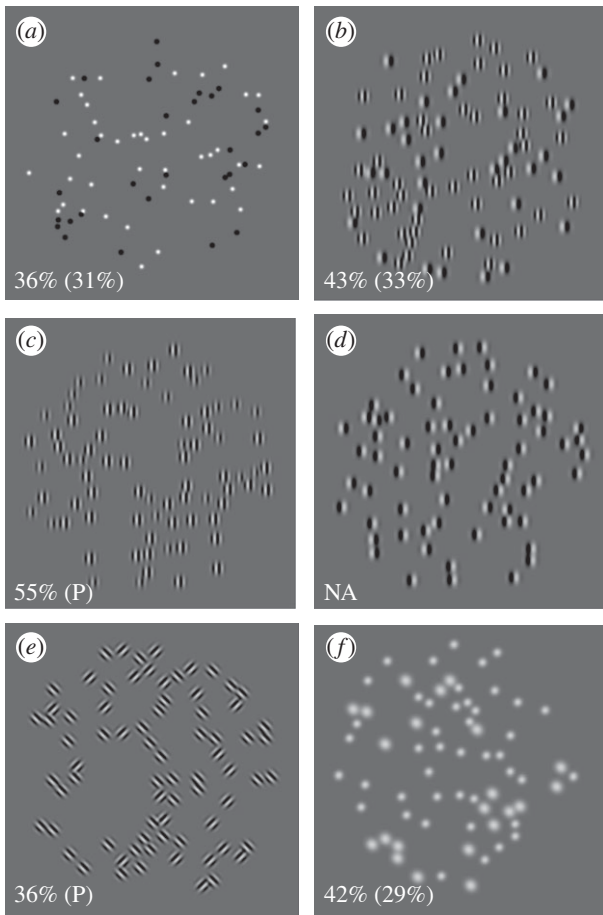 (a)
36% (31%)
(b)
43% (33%)
(c)
55% (P)
(d)
NA
(e)
36% (P)
(f)
42% (29%)